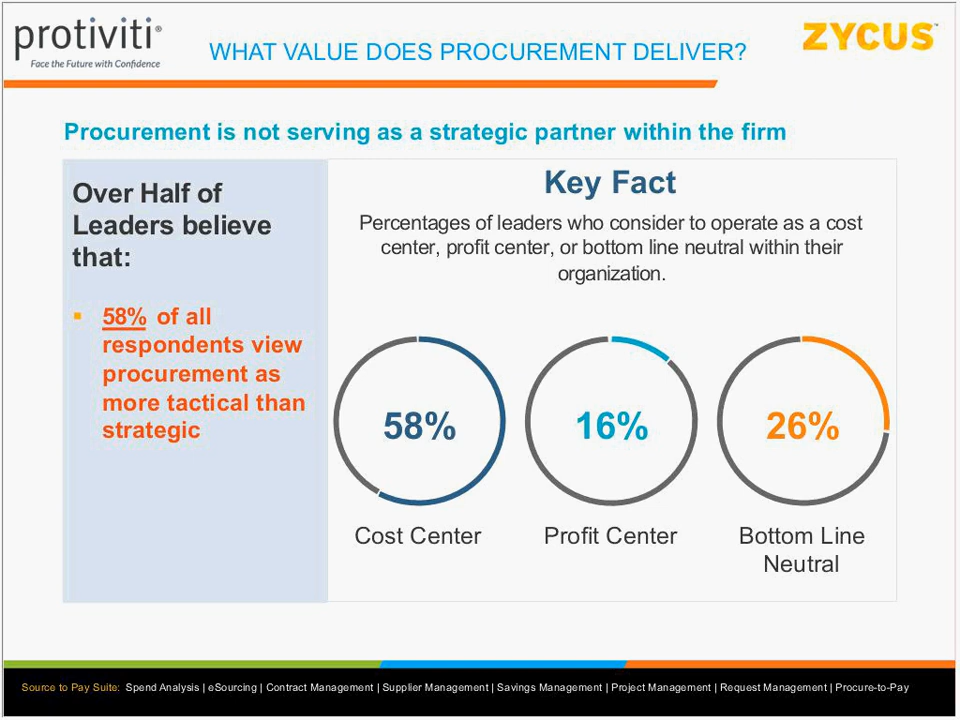 protiviti®
Face the Future with Confidence
WHAT VALUE DOES PROCUREMENT DELIVER?
ZYCUS™
Procurement is not serving as a strategic partner within the firm
Over Half of
Leaders believe
that:
▪ 58% of all
respondents view
procurement as
more tactical than
strategic
Key Fact
Percentages of leaders who consider to operate as a cost
center, profit center, or bottom line neutral within their
organization.
58%
16%
26%
Cost Center
Profit Center
Bottom Line
Neutral
Source to Pay Suite: Spend Analysis | eSourcing | Contract Management | Supplier Management | Savings Management | Project Management | Request Management | Procure-to-Pay